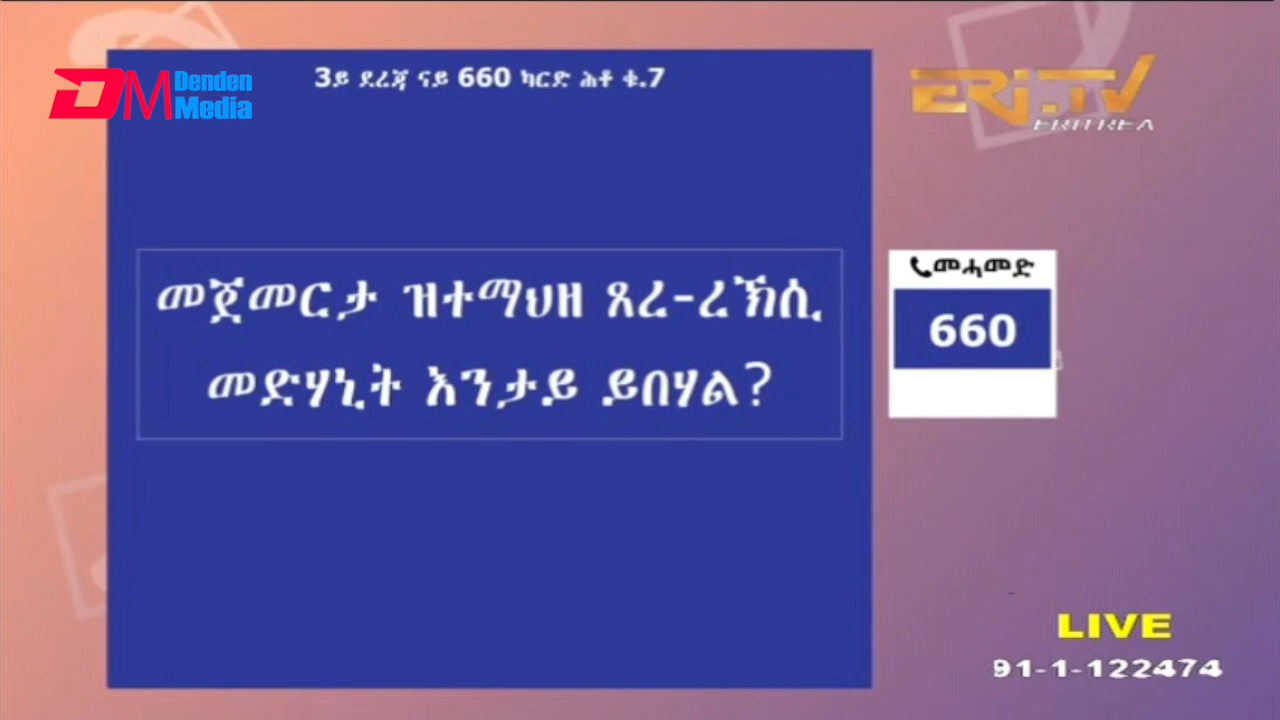 3ይ ደረጃ ናይ 660 ካርድ ሕቶ ቁ.7
DM Denden Media
ERi.TV
ERITREA
መጀመርታ ዝተማህዘ ጸረ-ረኽሲ
መድሃኒት እንታይ ይበሃል?
መሓመድ
660
LIVE
91-1-122474